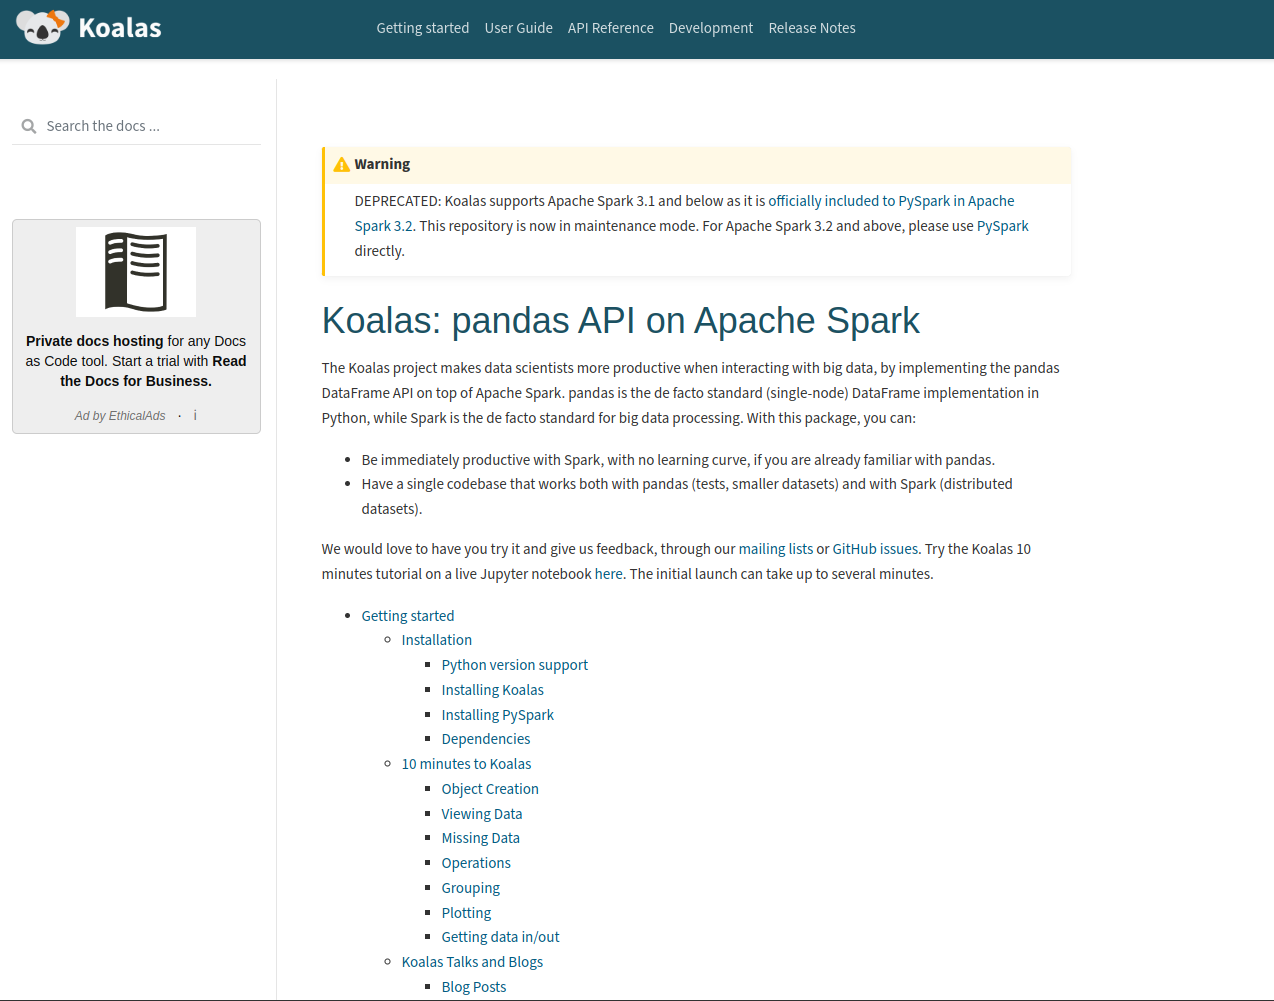 Koalas
Getting started User Guide API Reference Development Release Notes
Search the docs ...
Private docs hosting for any Docs
as Code tool. Start a trial with Read
the Docs for Business.
Ad by EthicalAds · i
Warning
DEPRECATED: Koalas supports Apache Spark 3.1 and below as it is officially included to PySpark in Apache
Spark 3.2. This repository is now in maintenance mode. For Apache Spark 3.2 and above, please use PySpark
directly.
Koalas: pandas API on Apache Spark
The Koalas project makes data scientists more productive when interacting with big data, by implementing the pandas
DataFrame API on top of Apache Spark. pandas is the de facto standard (single-node) DataFrame implementation in
Python, while Spark is the de facto standard for big data processing. With this package, you can:
• Be immediately productive with Spark, with no learning curve, if you are already familiar with pandas.
• Have a single codebase that works both with pandas (tests, smaller datasets) and with Spark (distributed
datasets).
We would love to have you try it and give us feedback, through our mailing lists or GitHub issues. Try the Koalas 10
minutes tutorial on a live Jupyter notebook here. The initial launch can take up to several minutes.
• Getting started
◦ Installation
▪ Python version support
▪ Installing Koalas
▪ Installing PySpark
▪ Dependencies
◦ 10 minutes to Koalas
▪ Object Creation
▪ Viewing Data
▪ Missing Data
▪ Operations
▪ Grouping
▪ Plotting
▪ Getting data in/out
◦ Koalas Talks and Blogs
▪ Blog Posts